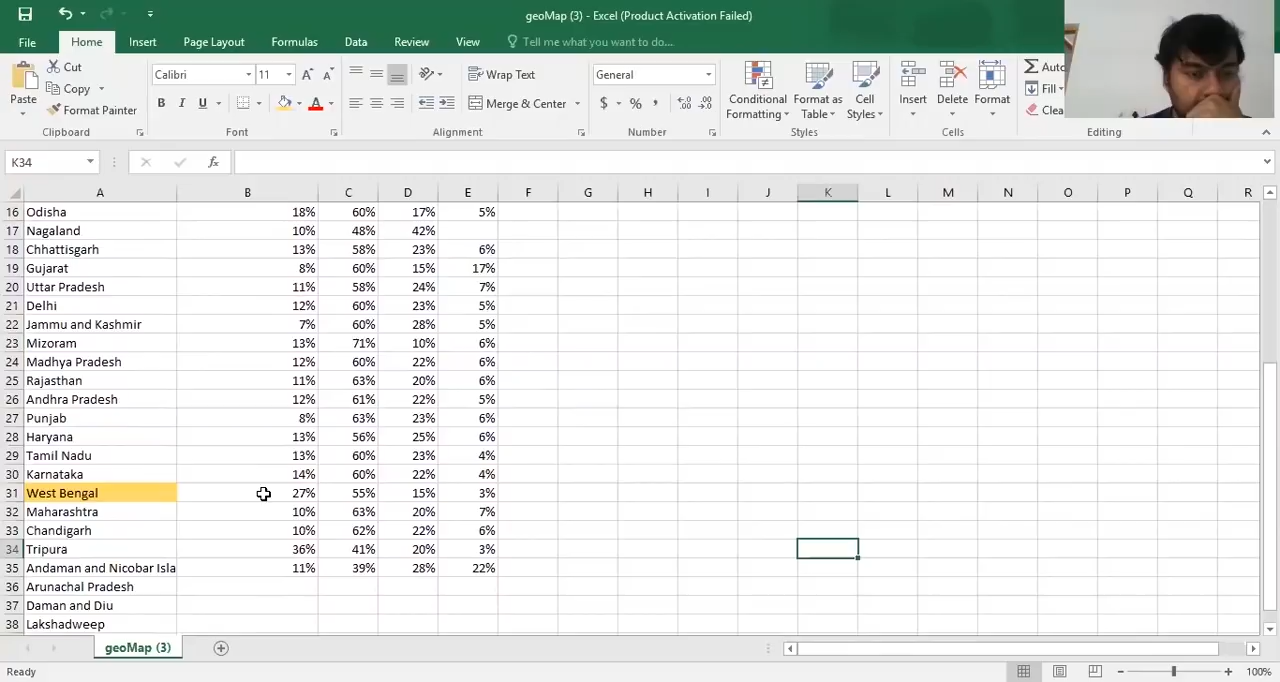 geoMap (3) - Excel (Product Activation Failed)
File Home Insert Page Layout Formulas Data Review View Tell me what you want to do...
Paste
Cut
Copy
Format Painter
Clipboard
Calibri 11
B I U
Font
Wrap Text
Merge & Center
Alignment
General
$ % ,
Number
Conditional Formatting
Format as Table
Cell Styles
Styles
Insert Delete Format
Cells
Fill
Editing
K34 fx
A B C D E F G H I J K L M N O P Q R
16 Odisha 18% 60% 17% 5%
17 Nagaland 10% 48% 42%
18 Chhattisgarh 13% 58% 23% 6%
19 Gujarat 8% 60% 15% 17%
20 Uttar Pradesh 11% 58% 24% 7%
21 Delhi 12% 60% 23% 5%
22 Jammu and Kashmir 7% 60% 28% 5%
23 Mizoram 13% 71% 10% 6%
24 Madhya Pradesh 12% 60% 22% 6%
25 Rajasthan 11% 63% 20% 6%
26 Andhra Pradesh 12% 61% 22% 5%
27 Punjab 8% 63% 23% 6%
28 Haryana 13% 56% 25% 6%
29 Tamil Nadu 13% 60% 23% 4%
30 Karnataka 14% 60% 22% 4%
31 West Bengal 27% 55% 15% 3%
32 Maharashtra 10% 63% 20% 7%
33 Chandigarh 10% 62% 22% 6%
34 Tripura 36% 41% 20% 3%
35 Andaman and Nicobar Isla 11% 39% 28% 22%
36 Arunachal Pradesh
37 Daman and Diu
38 Lakshadweep
geoMap (3)
Ready 100%